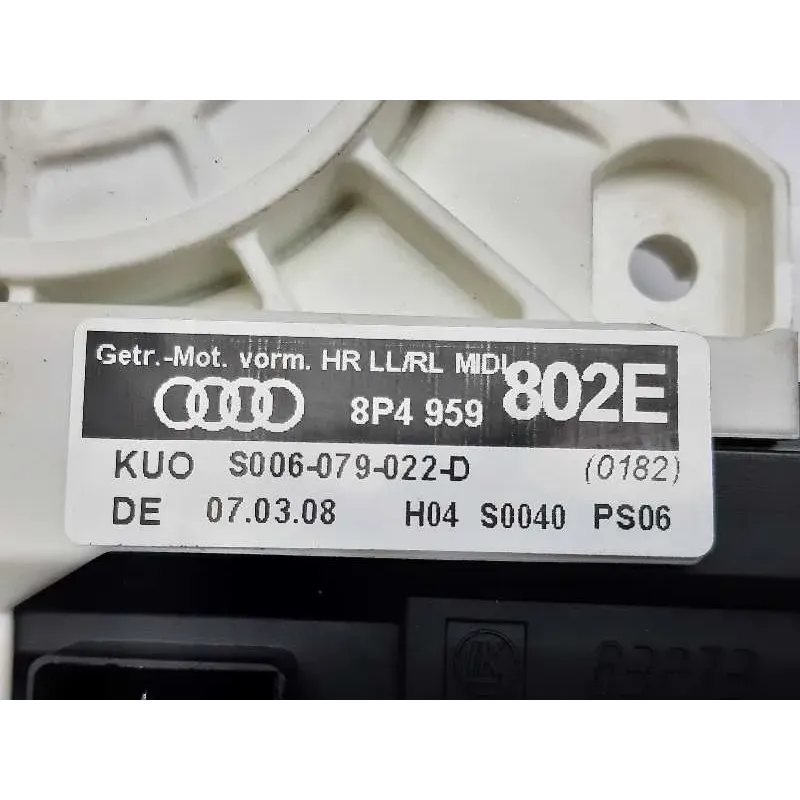 Getr.-Mot. vorm. HR LL/RL MIDI
8P4 959 802E
KUO S006-079-022-D (0182)
DE 07.03.08 H04 S0040 PS06